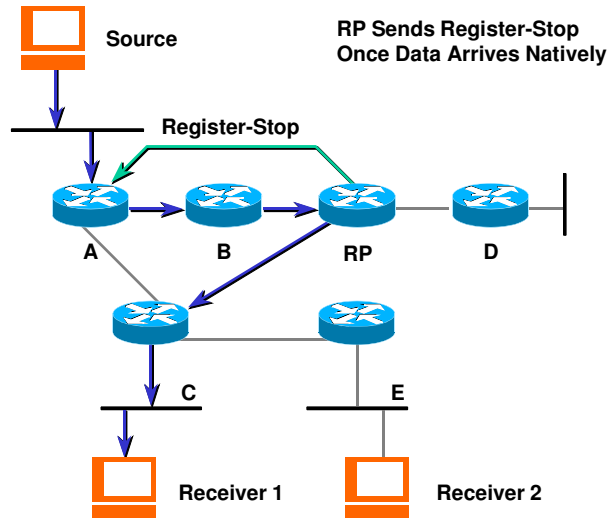 Source
RP Sends Register-Stop
Once Data Arrives Natively
Register-Stop
A
B
RP
D
C
E
Receiver 1
Receiver 2